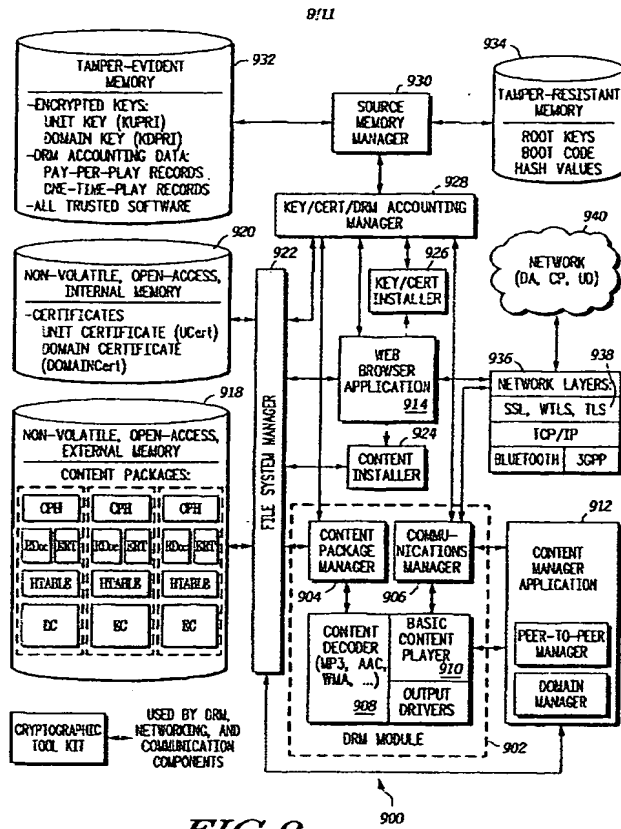 8/11
932
TAMPER-EVIDENT
MEMORY
-ENCRYPTED KEYS:
UNIT KEY (KUPRI)
DOMAIN KEY (KDPRI)
-DRM ACCOUNTING DATA:
PAY-PER-PLAY RECORDS
ONE-TIME-PLAY RECORDS
-ALL TRUSTED SOFTWARE
930
SOURCE
MEMORY
MANAGER
934
TAMPER-RESISTANT
MEMORY
ROOT KEYS
BOOT CODE
HASH VALUES
928
KEY/CERT/DRM ACCOUNTING
MANAGER
920
NON-VOLATILE, OPEN-ACCESS,
INTERNAL MEMORY
-CERTIFICATES
UNIT CERTIFICATE (UCert)
DOMAIN CERTIFICATE
(DOMAINCert)
922
FILE SYSTEM MANAGER
926
KEY/CERT
INSTALLER
940
NETWORK
(DA, CP, UD)
WEB
BROWSER
APPLICATION
914
936
938
NETWORK LAYERS:
SSL, WTLS, TLS
TCP/IP
BLUETOOTH
3GPP
918
NON-VOLATILE, OPEN-ACCESS,
EXTERNAL MEMORY
CONTENT PACKAGES:
CPH CPH CPH
RDoc ERT RDoc ERT RDoc ERT
HTABLE HTABLE HTABLE
EC EC EC
924
CONTENT
INSTALLER
CONTENT
PACKAGE
MANAGER
904
COMMU-
NICATIONS
MANAGER
906
912
CONTENT
MANAGER
APPLICATION
PEER-TO-PEER
MANAGER
DOMAIN
MANAGER
CONTENT
DECODER
(MP3, AAC,
WMA, ...)
908
BASIC
CONTENT
PLAYER
910
OUTPUT
DRIVERS
DRM MODULE
902
CRYPTOGRAPHIC
TOOL KIT
USED BY DRM,
NETWORKING, AND
COMMUNICATION
COMPONENTS
900
FIG.9